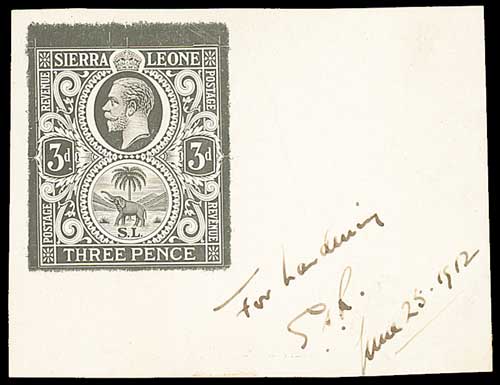 SIERRA LEONE
REVENUE
POSTAGE
3d
3d
S.L.
POSTAGE
REVENUE
THREE PENCE
For hardening
June 25. 1912